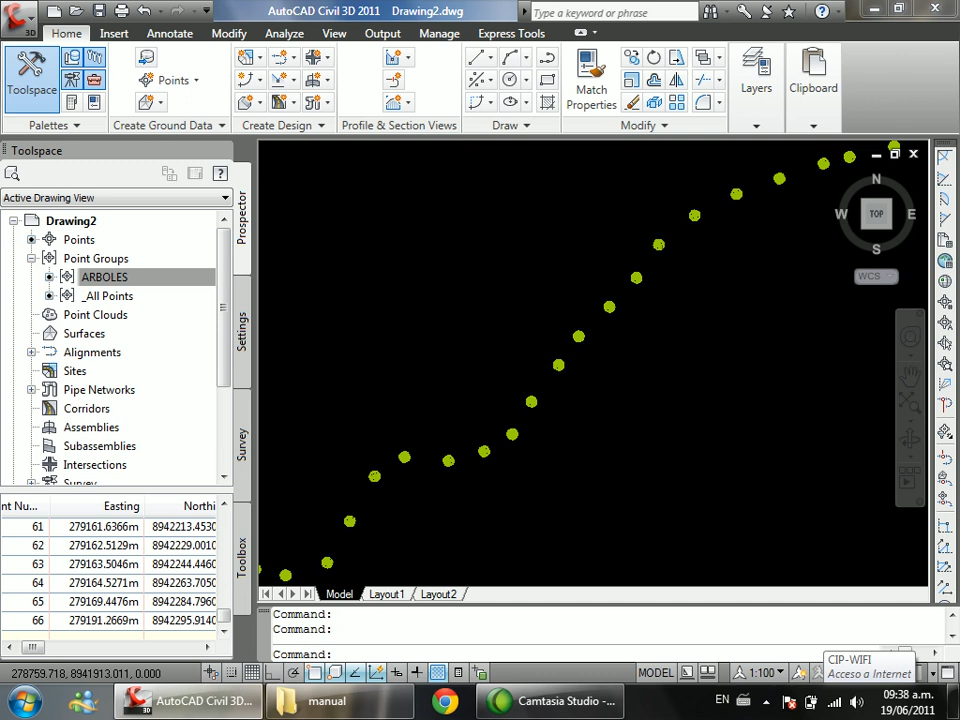 AutoCAD Civil 3D 2011 Drawing2.dwg
Type a keyword or phrase
3D
Home Insert Annotate Modify Analyze View Output Manage Express Tools
Toolspace
Points
Match
Properties
Layers
Clipboard
Palettes Create Ground Data Create Design Profile & Section Views Draw Modify
Toolspace
Active Drawing View
Drawing2
Points
Point Groups
ARBOLES
_All Points
Point Clouds
Surfaces
Alignments
Sites
Pipe Networks
Corridors
Assemblies
Subassemblies
Intersections
Survey
Prospector
Settings
Survey
Toolbox
nt Nu... Easting Northi
61 279161.6366m 8942213.4530
62 279162.5129m 8942229.0010
63 279163.5046m 8942244.4460
64 279164.5271m 8942263.7050
65 279169.4476m 8942284.7960
66 279191.2669m 8942295.9140
N
W TOP E
S
WCS
Model Layout1 Layout2
Command:
Command:
Command:
278759.718, 8941913.011, 0.000
MODEL
1:100
CIP-WIFI
Acceso a Internet
AutoCAD Civil 3D...
manual
Camtasia Studio -...
EN
09:38 a.m.
19/06/2011